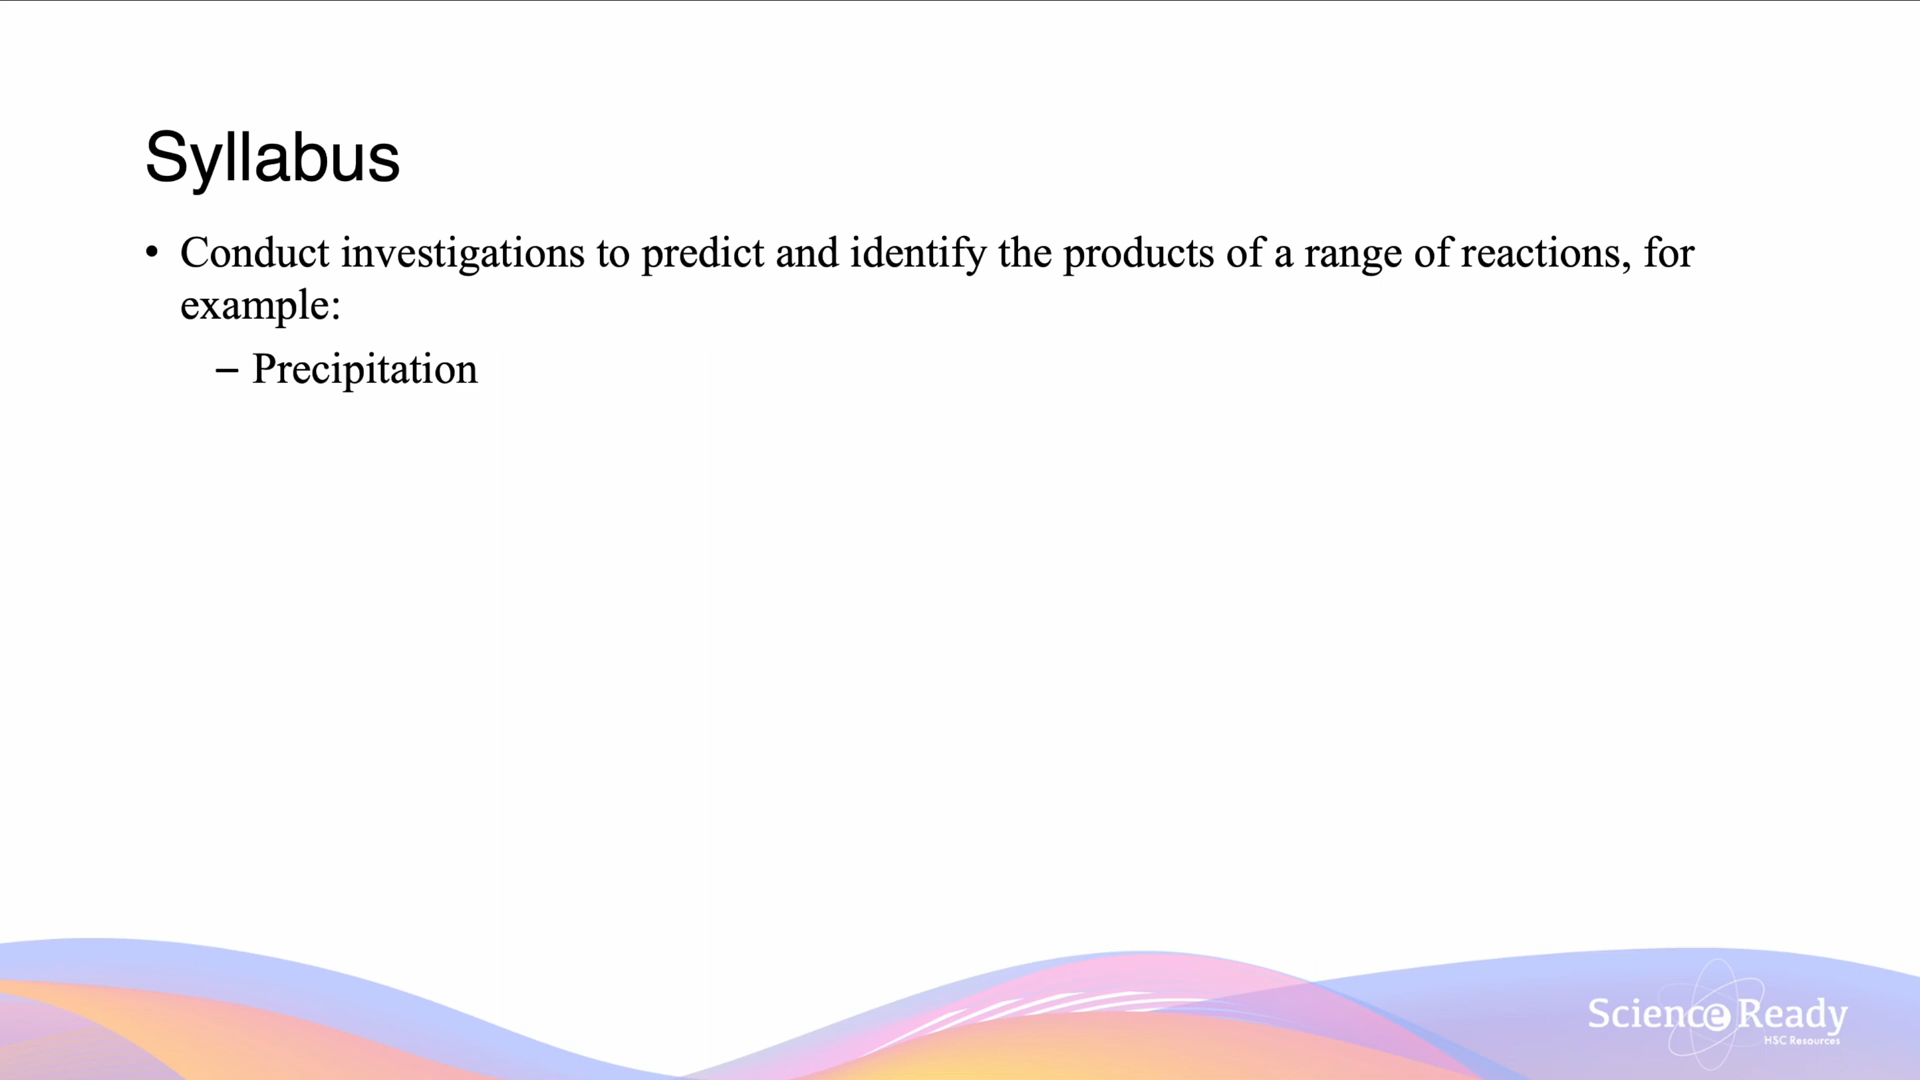 Syllabus
• Conduct investigations to predict and identify the products of a range of reactions, for
example:
– Precipitation
Science Ready
HSC Resources